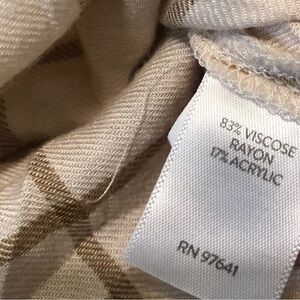 83% VISCOSE
RAYON
17% ACRYLIC
RN 97641